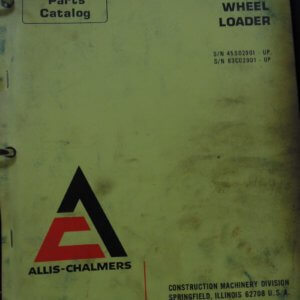 Parts
Catalog
WHEEL
LOADER
S/N 45S02901 - UP
S/N 63C02901 - UP
ALLIS-CHALMERS
CONSTRUCTION MACHINERY DIVISION
SPRINGFIELD, ILLINOIS 62708 U.S.A.